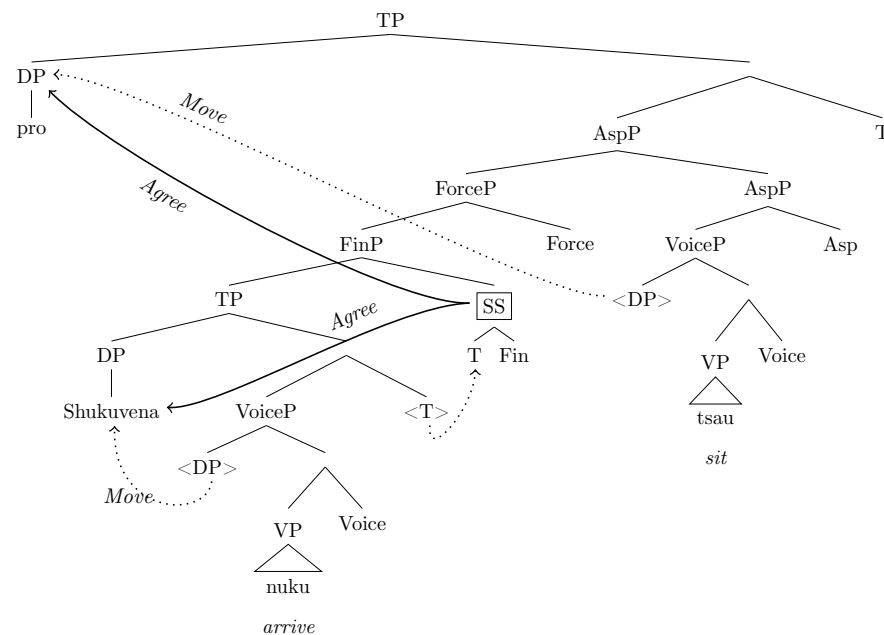 TP
DP
Move
pro
AspP
T
Agree
ForceP
AspP
FinP
Force
VoiceP
Asp
TP
SS
<DP>
Agree
DP
T Fin
VP
Voice
Shukuvena
VoiceP
<T>
tsau
<DP>
sit
Move
VP
Voice
nuku
arrive